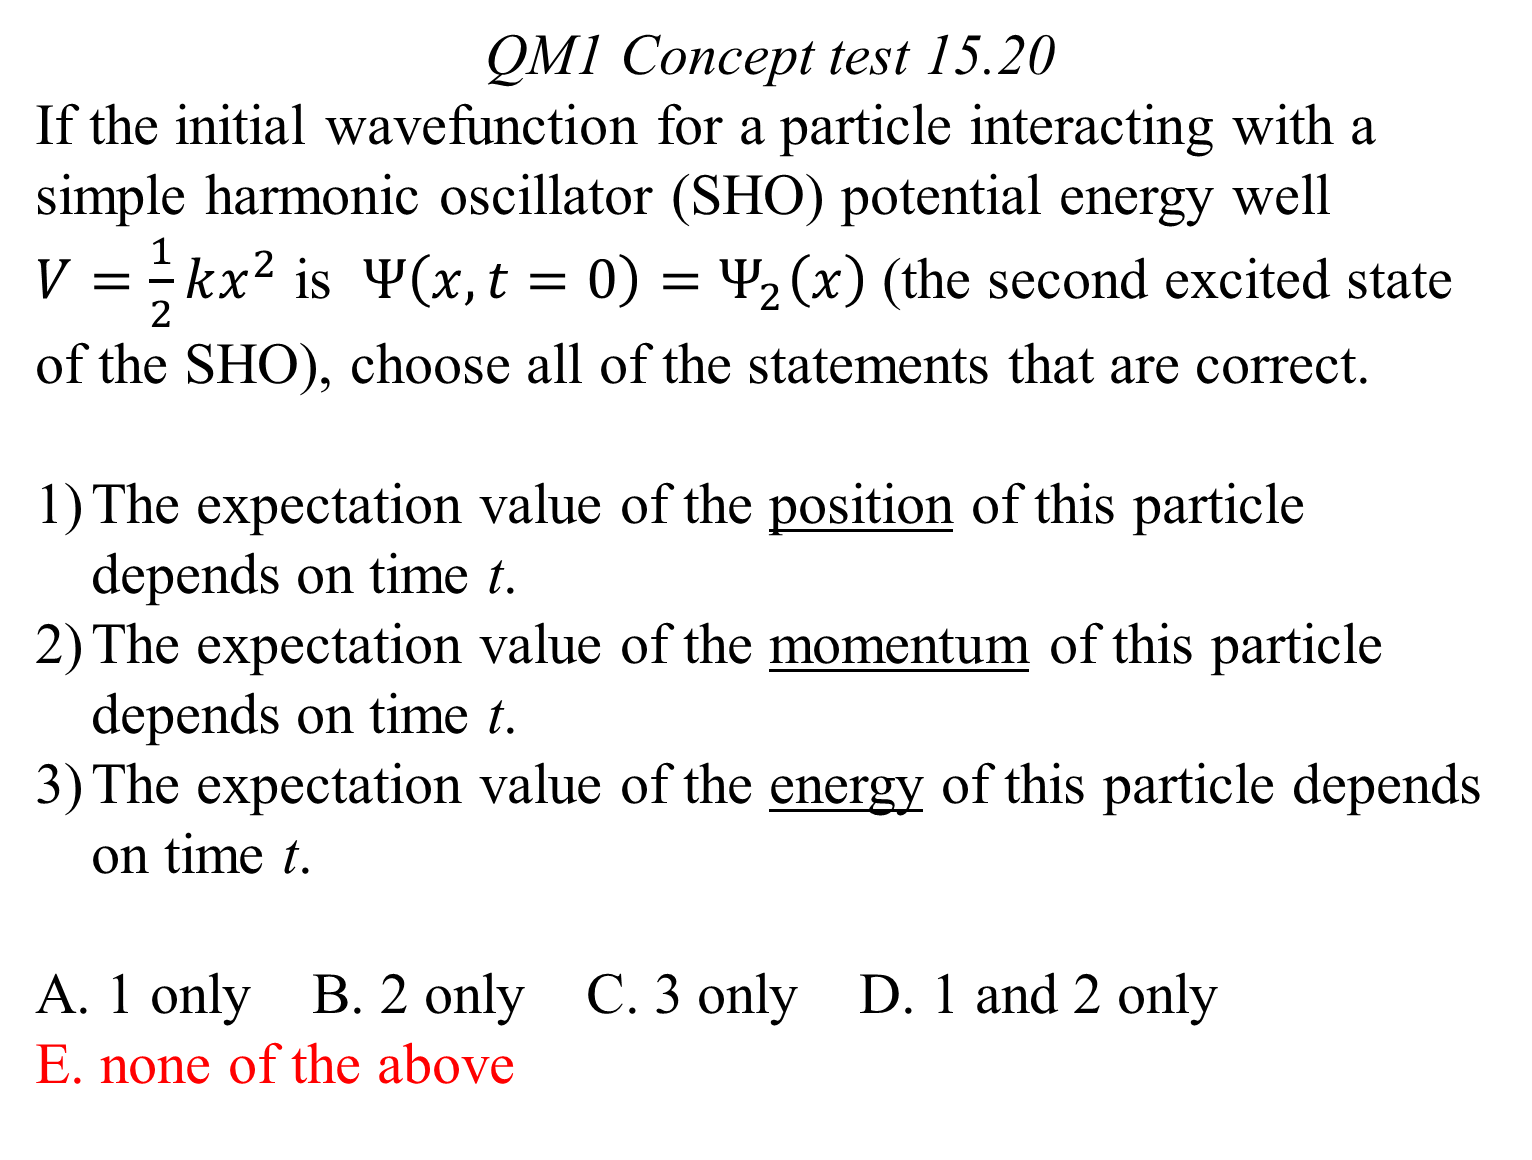 QM1 Concept test 15.20
If the initial wavefunction for a particle interacting with a
simple harmonic oscillator (SHO) potential energy well
V = 1/2 kx² is Ψ(x, t = 0) = Ψ₂(x) (the second excited state
of the SHO), choose all of the statements that are correct.
1) The expectation value of the position of this particle
depends on time t.
2) The expectation value of the momentum of this particle
depends on time t.
3) The expectation value of the energy of this particle depends
on time t.
A. 1 only B. 2 only C. 3 only D. 1 and 2 only
E. none of the above